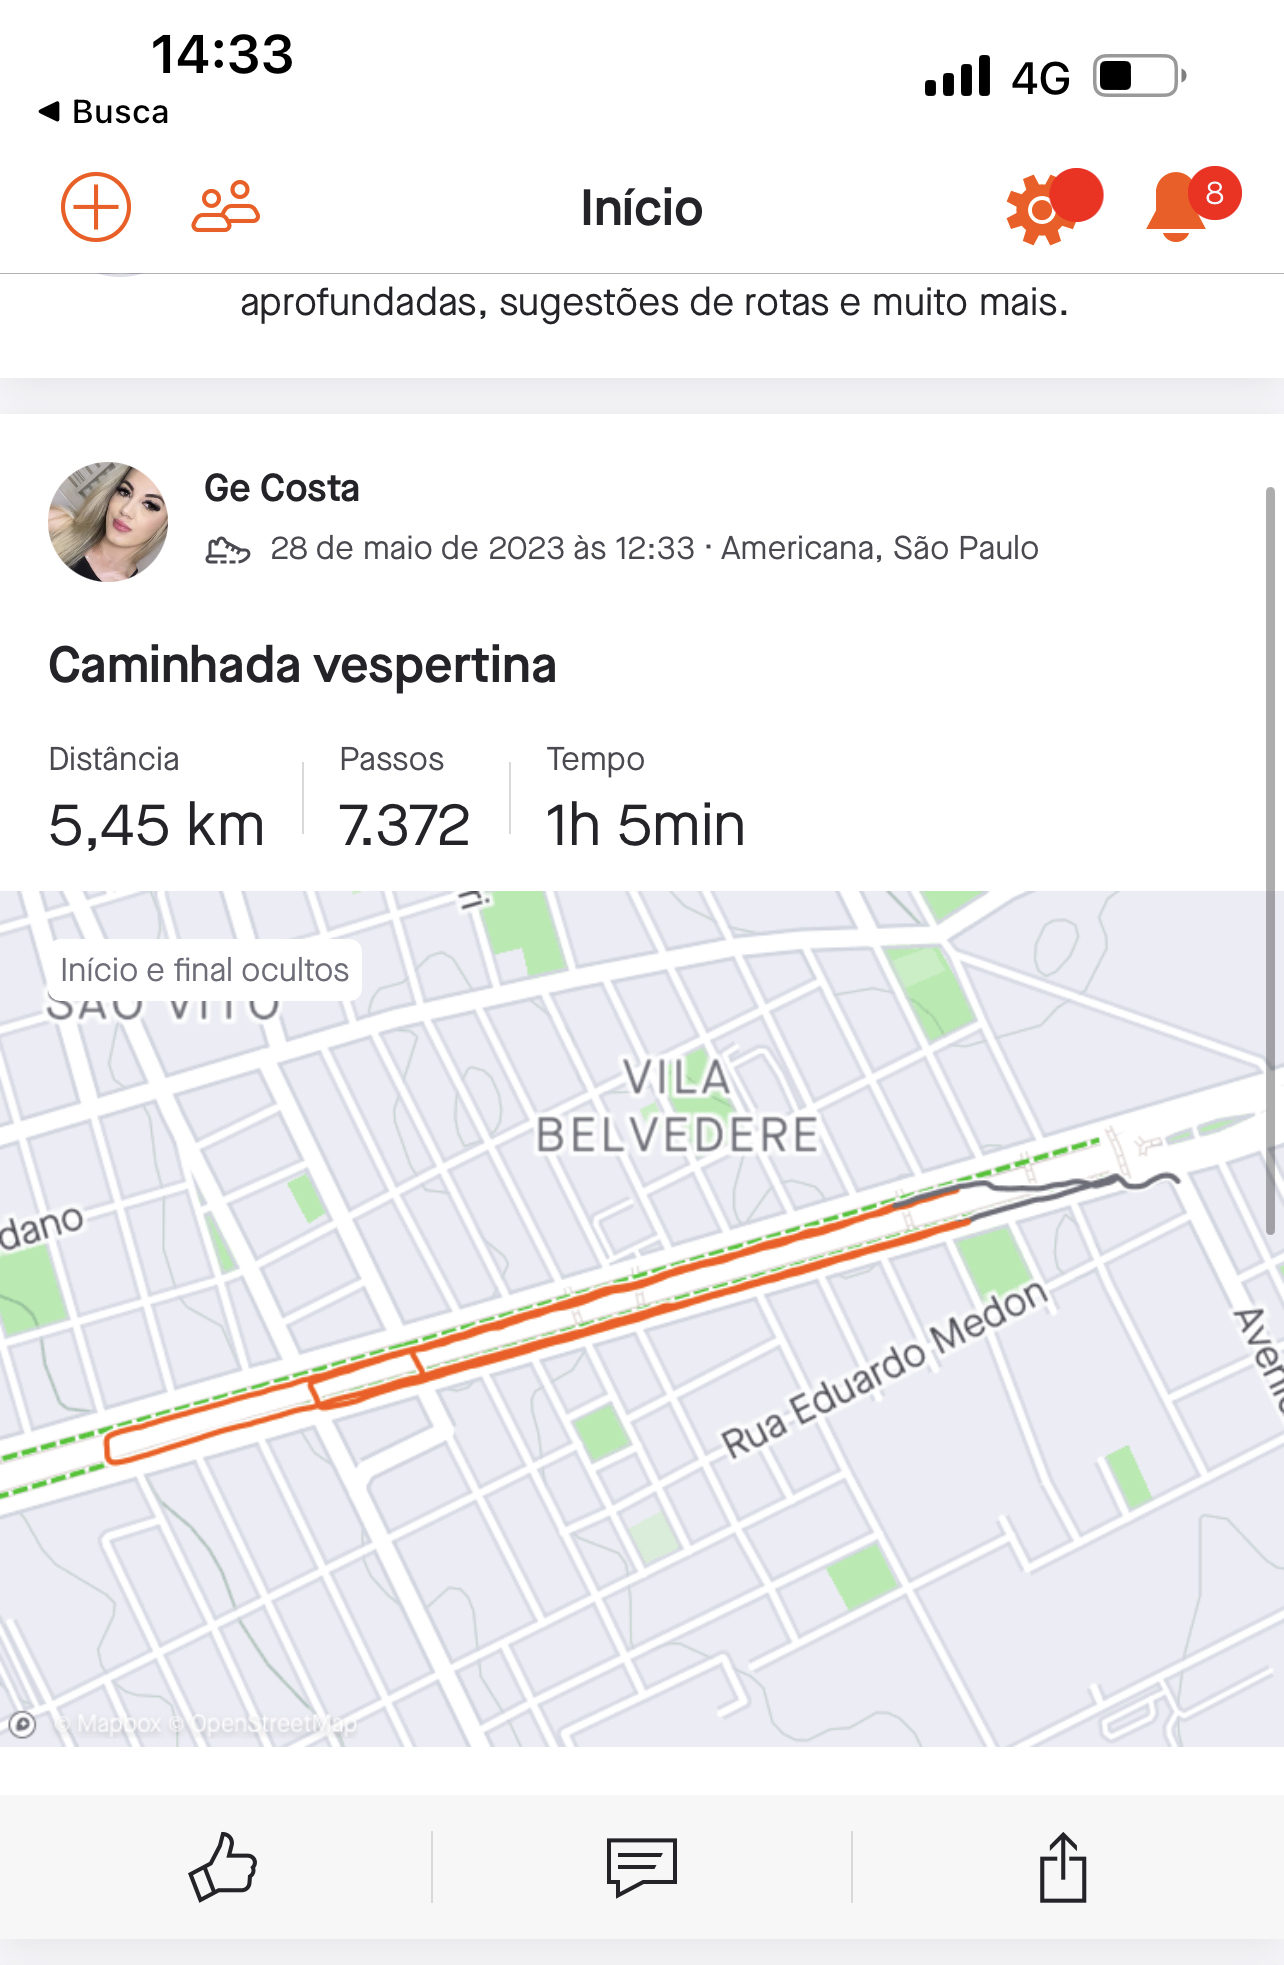 14:33
4G
◀ Busca
Início
8
aprofundadas, sugestões de rotas e muito mais.
Ge Costa
28 de maio de 2023 às 12:33 · Americana, São Paulo
Caminhada vespertina
Distância
Passos
Tempo
5,45 km
7.372
1h 5min
Início e final ocultos
SÃO VITO
VILA
BELVEDERE
dano
Rua Eduardo Medon
Aveni
© Mapbox © OpenStreetMap